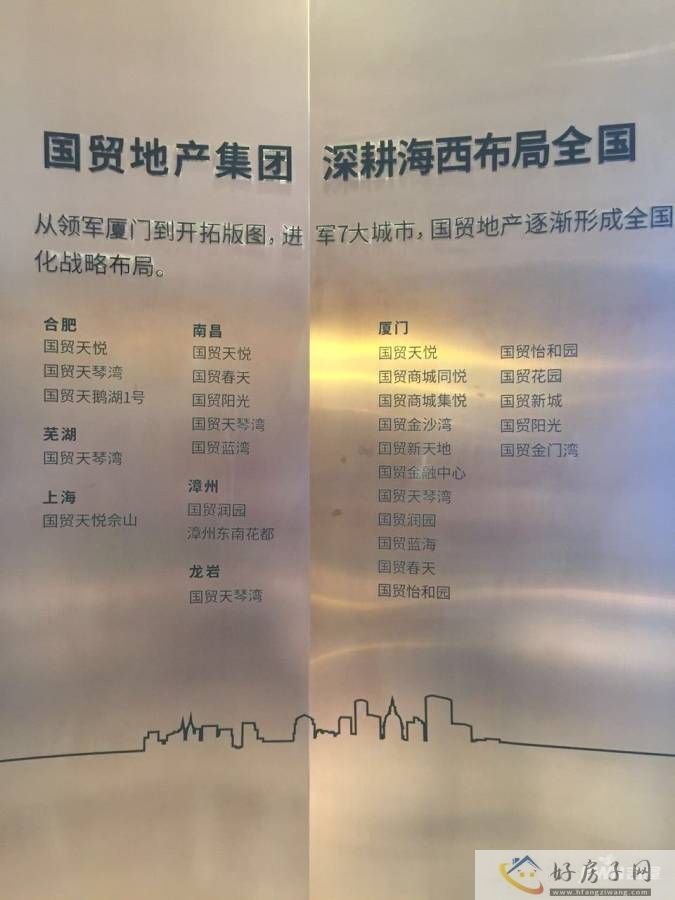 国贸地产集团 深耕海西布局全国
从领军厦门到开拓版图，进军7大城市，国贸地产逐渐形成全国
化战略布局。
合肥
国贸天悦
国贸天琴湾
国贸天鹅湖1号
芜湖
国贸天琴湾
上海
国贸天悦佘山
南昌
国贸天悦
国贸春天
国贸阳光
国贸天琴湾
国贸蓝湾
漳州
国贸润园
漳州东南花都
龙岩
国贸天琴湾
厦门
国贸天悦
国贸商城同悦
国贸商城集悦
国贸金沙湾
国贸新天地
国贸金融中心
国贸天琴湾
国贸润园
国贸蓝海
国贸春天
国贸怡和园
国贸怡和园
国贸花园
国贸新城
国贸阳光
国贸金门湾
好房子网
www.hfangziwang.com